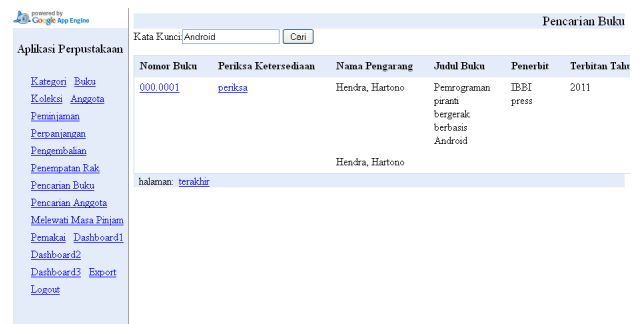 powered by
Google App Engine
Aplikasi Perpustakaan
Kategori Buku
Koleksi Anggota
Peminjaman
Perpanjangan
Pengembalian
Penempatan Rak
Pencarian Buku
Pencarian Anggota
Melewati Masa Pinjam
Pemakai Dashboard1
Dashboard2
Dashboard3 Export
Logout
Pencarian Buku
Kata Kunci: Android Cari
Nomor Buku Periksa Ketersediaan Nama Pengarang Judul Buku Penerbit Terbitan Tahu
000.0001 periksa Hendra, Hartono Pemrograman IBBI 2011
piranti press
bergerak
berbasis
Android
Hendra, Hartono
halaman: terakhir